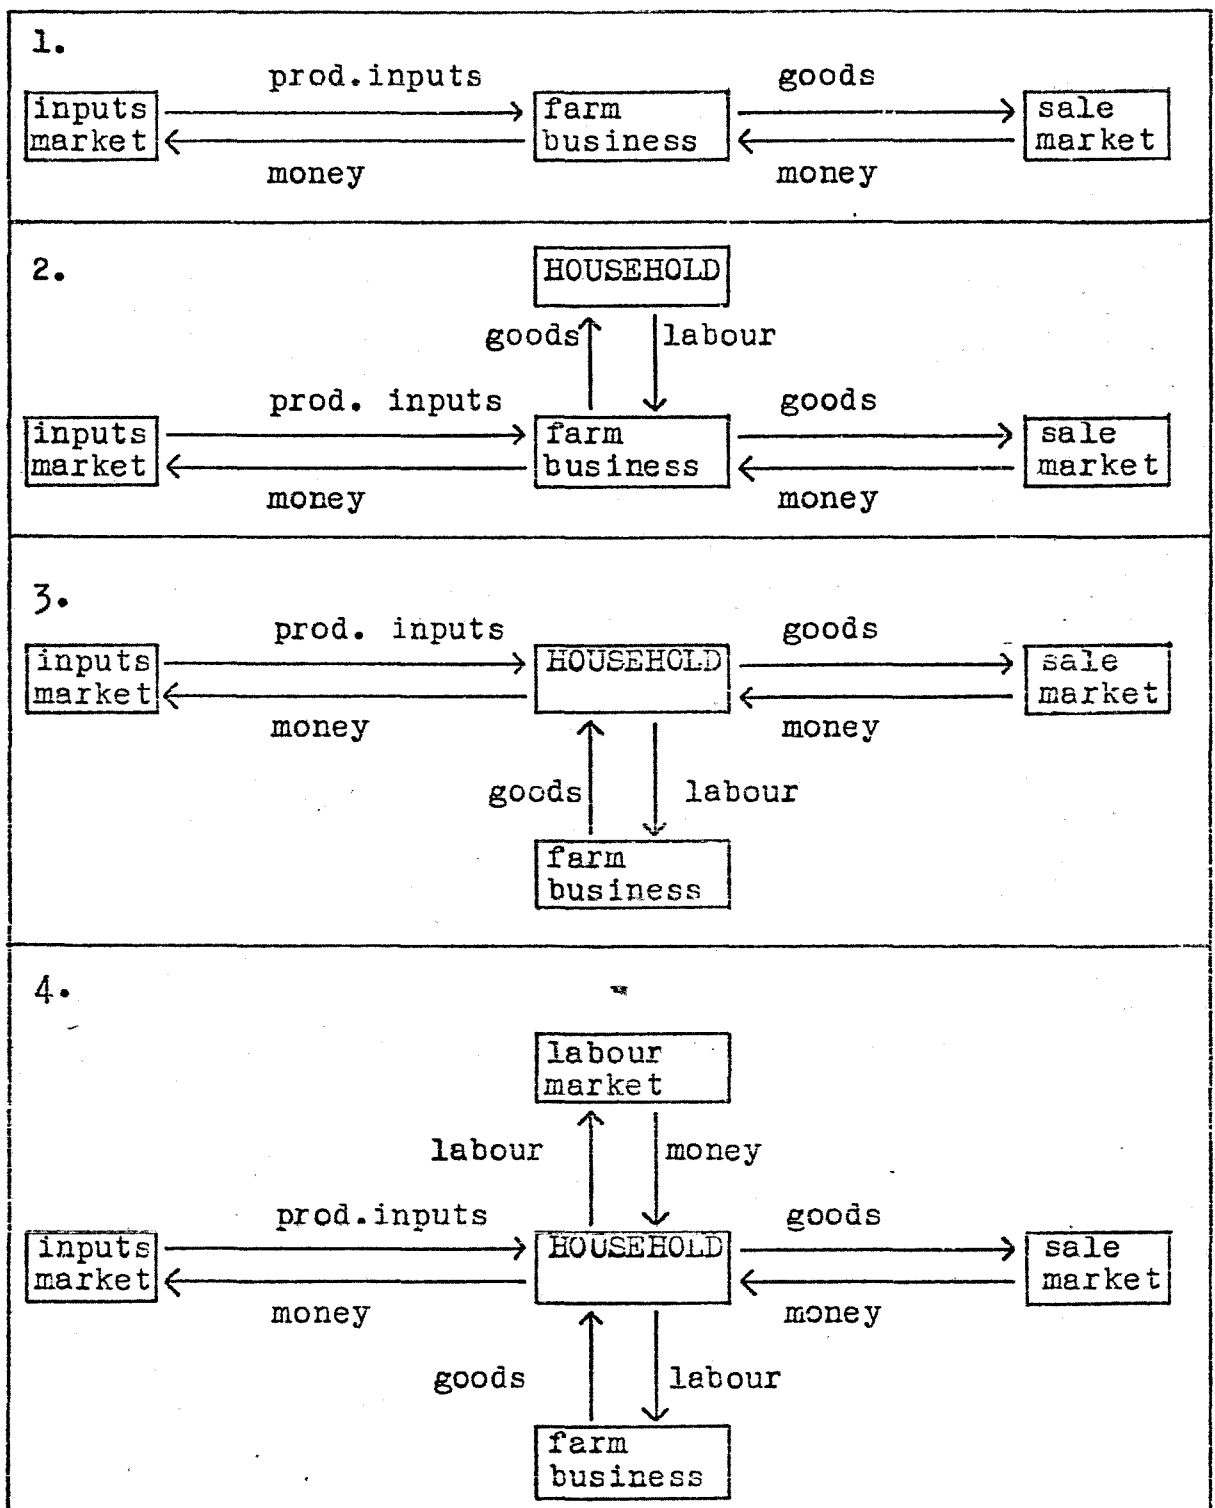 1.
prod.inputs goods
inputs farm sale
market business market
money money
2.
HOUSEHOLD
goods labour
prod. inputs goods
inputs farm sale
market business market
money money
3.
prod. inputs goods
inputs HOUSEHOLD sale
market market
money money
goods labour
farm
business
4.
labour
market
labour money
prod.inputs goods
inputs HOUSEHOLD sale
market market
money money
goods labour
farm
business